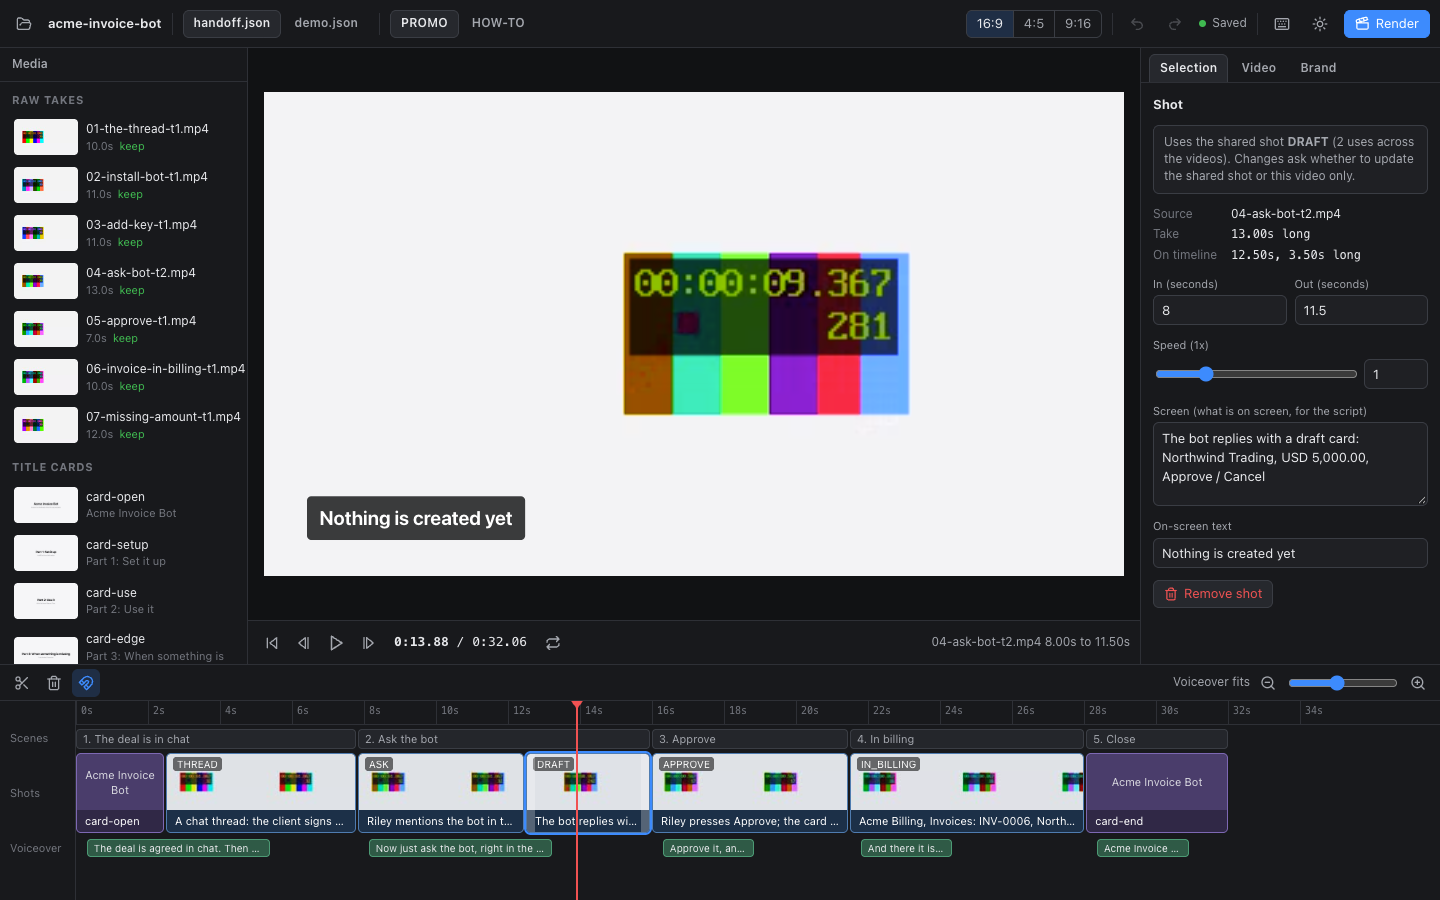 acme-invoice-bot
handoff.json
demo.json
PROMO
HOW-TO
16:9
4:5
9:16
Saved
Render
Media
RAW TAKES
01-the-thread-t1.mp4
10.0s keep
02-install-bot-t1.mp4
11.0s keep
03-add-key-t1.mp4
11.0s keep
04-ask-bot-t2.mp4
13.0s keep
05-approve-t1.mp4
7.0s keep
06-invoice-in-billing-t1.mp4
10.0s keep
07-missing-amount-t1.mp4
12.0s keep
TITLE CARDS
card-open
Acme Invoice Bot
card-setup
Part 1: Set it up
card-use
Part 2: Use it
card-edge
Part 3: When something is
00:00:09.367
281
Nothing is created yet
0:13.88 / 0:32.06
04-ask-bot-t2.mp4 8.00s to 11.50s
Selection
Video
Brand
Shot
Uses the shared shot DRAFT (2 uses across
the videos). Changes ask whether to update
the shared shot or this video only.
Source 04-ask-bot-t2.mp4
Take 13.00s long
On timeline 12.50s, 3.50s long
In (seconds)
Out (seconds)
8
11.5
Speed (1x)
1
Screen (what is on screen, for the script)
The bot replies with a draft card:
Northwind Trading, USD 5,000.00,
Approve / Cancel
On-screen text
Nothing is created yet
Remove shot
Voiceover fits
0s
2s
4s
6s
8s
10s
12s
14s
16s
18s
20s
22s
24s
26s
28s
30s
32s
34s
Scenes
1. The deal is in chat
2. Ask the bot
3. Approve
4. In billing
5. Close
Shots
Acme Invoice
Bot
card-open
THREAD
A chat thread: the client signs ...
ASK
Riley mentions the bot in t...
DRAFT
The bot replies wi...
APPROVE
Riley presses Approve; the card ...
IN_BILLING
Acme Billing, Invoices: INV-0006, North...
Acme Invoice Bot
card-end
Voiceover
The deal is agreed in chat. Then ...
Now just ask the bot, right in the ...
Approve it, an...
And there it is...
Acme Invoice ...